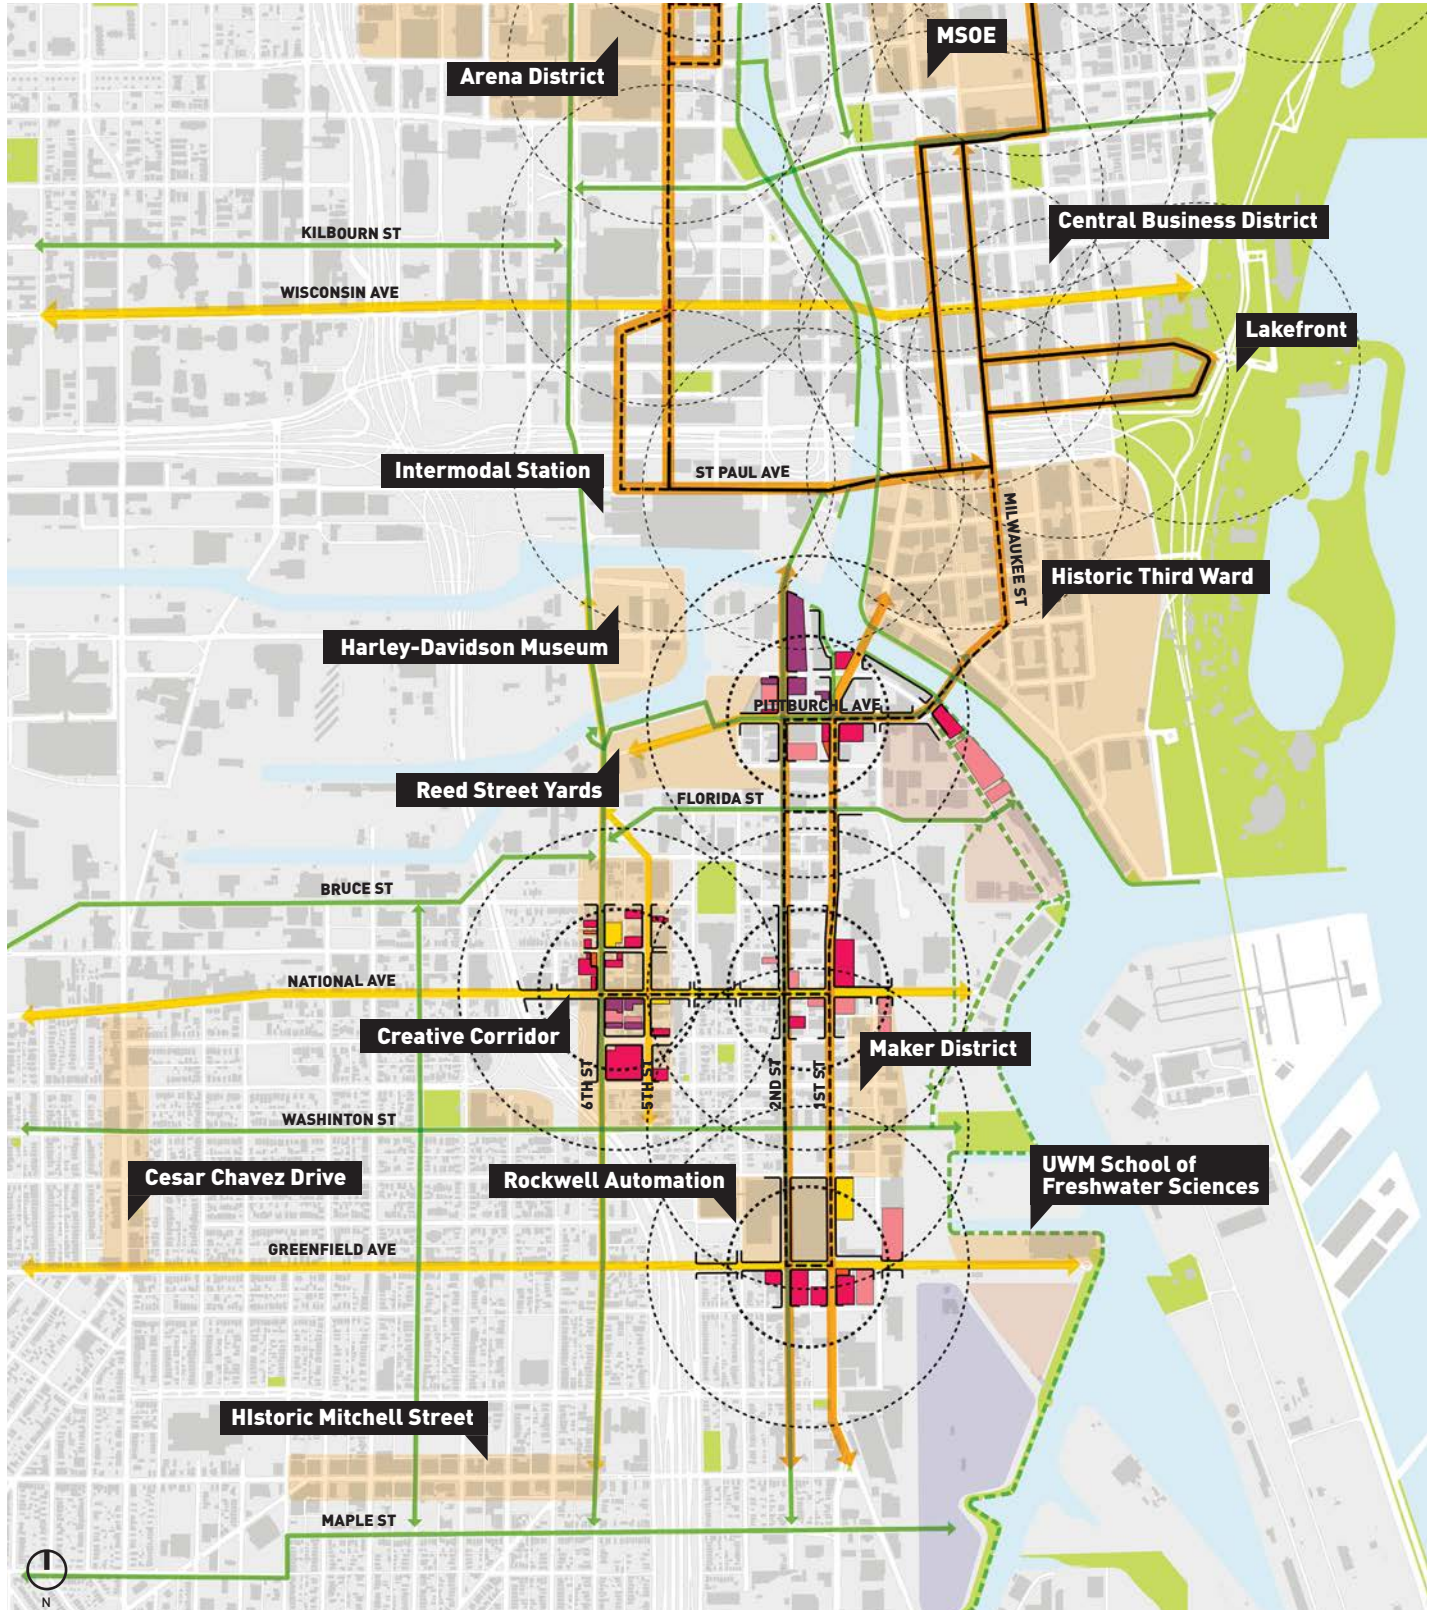 MSOE
Arena District
Central Business District
KILBOURN ST
WISCONSIN AVE
Lakefront
Intermodal Station
ST PAUL AVE
MILWAUKEE ST
Historic Third Ward
Harley-Davidson Museum
PITTBURCHL AVE
Reed Street Yards
FLORIDA ST
BRUCE ST
NATIONAL AVE
Creative Corridor
Maker District
6TH ST
5TH ST
2ND ST
1ST ST
WASHINTON ST
Cesar Chavez Drive
Rockwell Automation
UWM School of
Freshwater Sciences
GREENFIELD AVE
HIstoric Mitchell Street
MAPLE ST
N